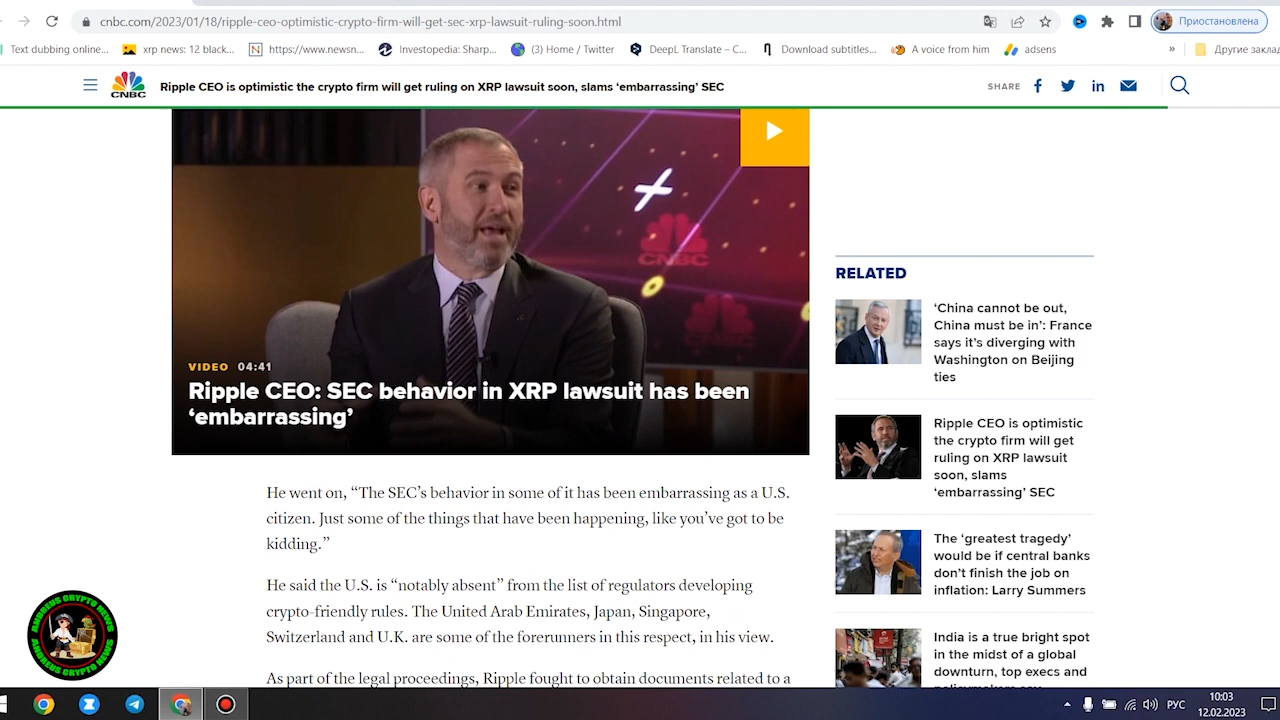 cnbc.com/2023/01/18/ripple-ceo-optimistic-crypto-firm-will-get-sec-xrp-lawsuit-ruling-soon.html
Приостановлена
Text dubbing online...
xrp news: 12 black...
https://www.newsn...
Investopedia: Sharp...
(3) Home / Twitter
DeepL Translate – C...
Download subtitles...
A voice from him
adsens
»
Другие закла
CNBC
Ripple CEO is optimistic the crypto firm will get ruling on XRP lawsuit soon, slams ‘embarrassing’ SEC
SHARE
CNBC
VIDEO 04:41
Ripple CEO: SEC behavior in XRP lawsuit has been
‘embarrassing’
He went on, “The SEC’s behavior in some of it has been embarrassing as a U.S.
citizen. Just some of the things that have been happening, like you’ve got to be
kidding.”
He said the U.S. is “notably absent” from the list of regulators developing
crypto-friendly rules. The United Arab Emirates, Japan, Singapore,
Switzerland and U.K. are some of the forerunners in this respect, in his view.
As part of the legal proceedings, Ripple fought to obtain documents related to a
RELATED
‘China cannot be out,
China must be in’: France
says it’s diverging with
Washington on Beijing
ties
Ripple CEO is optimistic
the crypto firm will get
ruling on XRP lawsuit
soon, slams
‘embarrassing’ SEC
The ‘greatest tragedy’
would be if central banks
don’t finish the job on
inflation: Larry Summers
India is a true bright spot
in the midst of a global
downturn, top execs and
ANDREUS CRYPTO NEWS
ANDREUS CRYPTO NEWS
РУС
10:03
12.02.2023